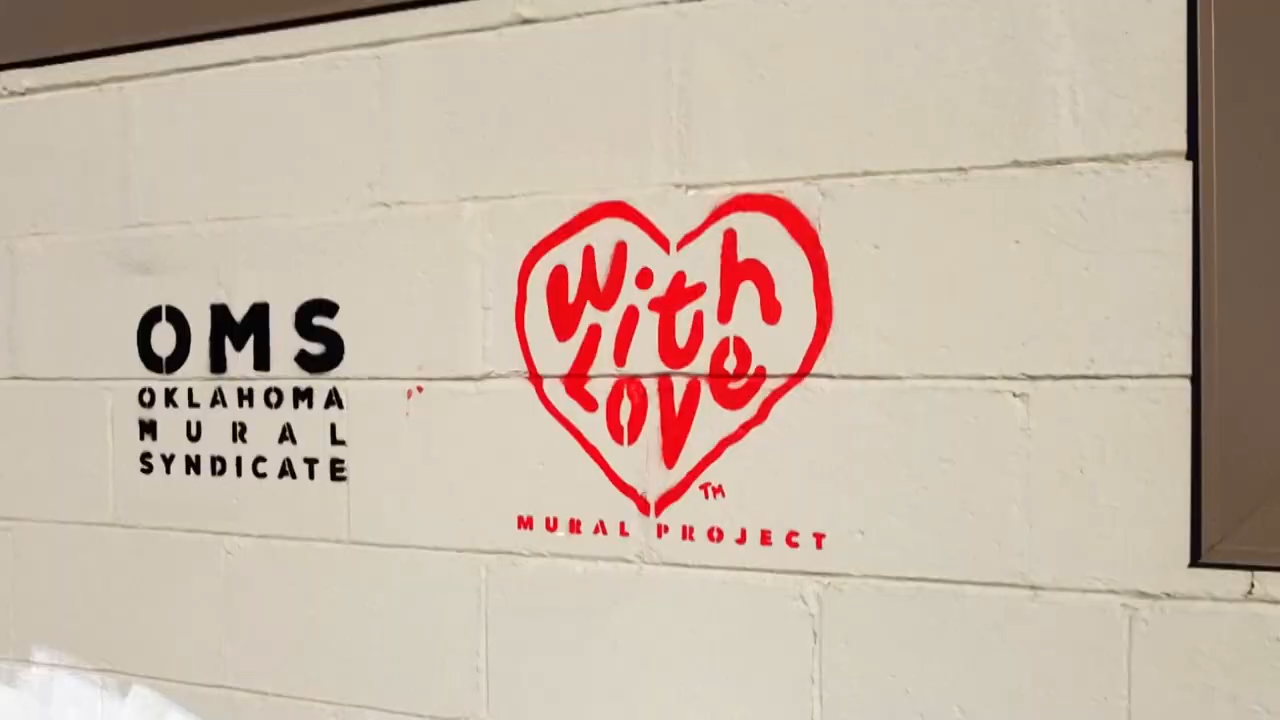 OMS
OKLAHOMA
MURAL
SYNDICATE
With
Love
TM
MURAL PROJECT